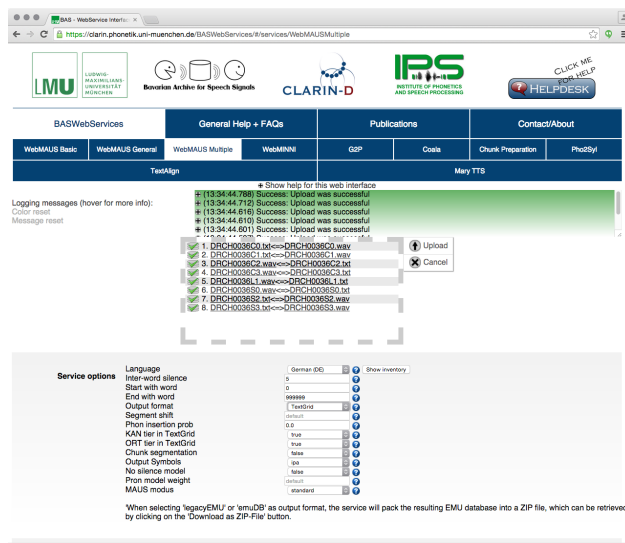 BAS - WebService Interfac ×
https://clarin.phonetik.uni-muenchen.de/BASWebServices/#/services/WebMAUSMultiple
LMU
LUDWIG-
MAXIMILIANS-
UNIVERSITÄT
MÜNCHEN
Bavarian Archive for Speech Signals
CLARIN-D
IPS
INSTITUTE OF PHONETICS
AND SPEECH PROCESSING
CLICK ME
FOR HELP
HELPDESK
BASWebServices General Help + FAQs Publications Contact/About
WebMAUS Basic WebMAUS General WebMAUS Multiple WebMINNI G2P Coala Chunk Preparation Pho2Syl
TextAlign Mary TTS
Show help for this web interface
Logging messages (hover for more info):
Color reset
Message reset
(13:34:44.788) Success: Upload was successful
(13:34:44.712) Success: Upload was successful
(13:34:44.616) Success: Upload was successful
(13:34:44.610) Success: Upload was successful
(13:34:44.601) Success: Upload was successful
1. DRCH0036C0.txt<=>DRCH0036C0.wav
2. DRCH0036C1.txt<=>DRCH0036C1.wav
3. DRCH0036C2.wav<=>DRCH0036C2.txt
4. DRCH0036C3.wav<=>DRCH0036C3.txt
5. DRCH0036L1.wav<=>DRCH0036L1.txt
6. DRCH0036S0.wav<=>DRCH0036S0.txt
7. DRCH0036S2.txt<=>DRCH0036S2.wav
8. DRCH0036S3.txt<=>DRCH0036S3.wav
Upload
Cancel
Service options
Language German (DE) ? Show inventory
Inter-word silence 5 ?
Start with word 0 ?
End with word 999999 ?
Output format TextGrid ?
Segment shift default ?
Phon insertion prob 0.0 ?
KAN tier in TextGrid true ?
ORT tier in TextGrid true ?
Chunk segmentation false ?
Output Symbols ipa ?
No silence model false ?
Pron model weight default ?
MAUS modus standard ?
'When selecting 'legacyEMU' or 'emuDB' as output format, the service will pack the resulting EMU database into a ZIP file, which can be retrieved
by clicking on the 'Download as ZIP-File' button.